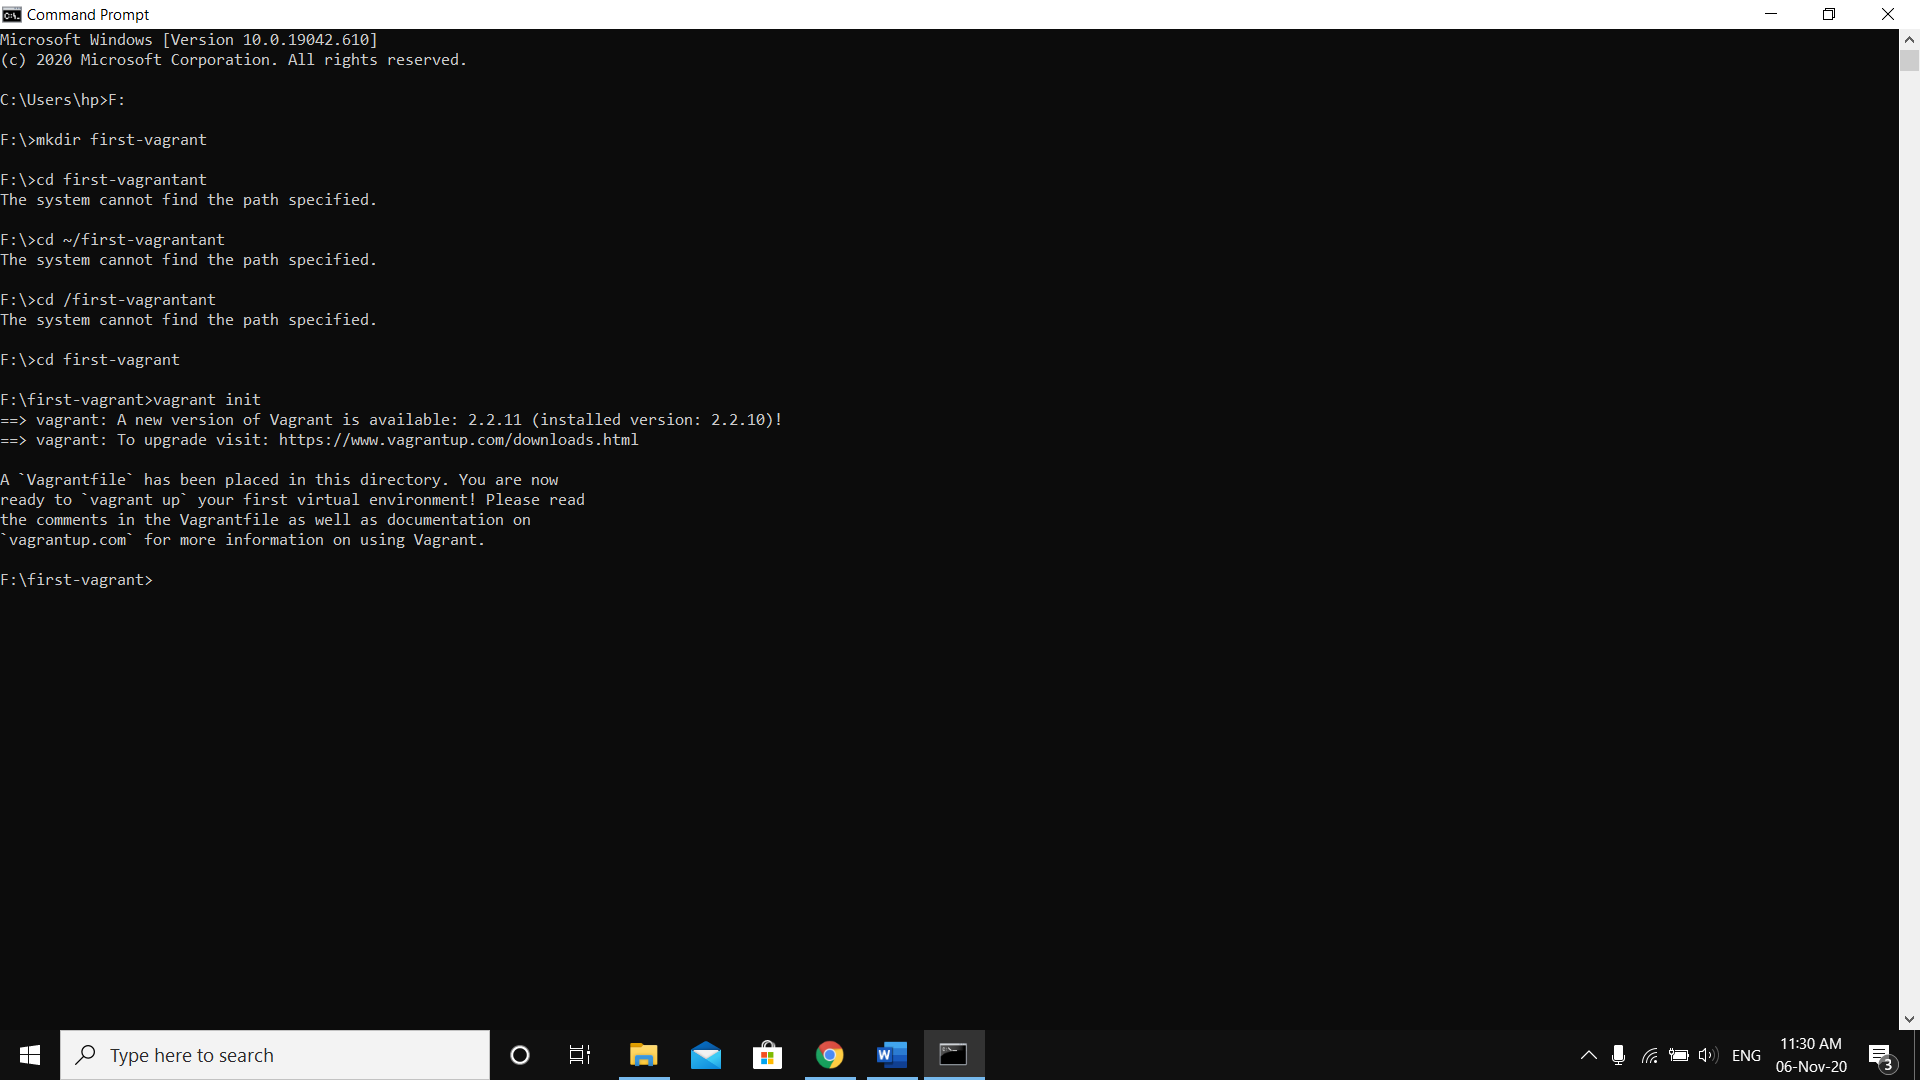 Command Prompt
Microsoft Windows [Version 10.0.19042.610]
(c) 2020 Microsoft Corporation. All rights reserved.
C:\Users\hp>F:
F:\>mkdir first-vagrant
F:\>cd first-vagrantant
The system cannot find the path specified.
F:\>cd ~/first-vagrantant
The system cannot find the path specified.
F:\>cd /first-vagrantant
The system cannot find the path specified.
F:\>cd first-vagrant
F:\first-vagrant>vagrant init
==> vagrant: A new version of Vagrant is available: 2.2.11 (installed version: 2.2.10)!
==> vagrant: To upgrade visit: https://www.vagrantup.com/downloads.html
A `Vagrantfile` has been placed in this directory. You are now
ready to `vagrant up` your first virtual environment! Please read
the comments in the Vagrantfile as well as documentation on
`vagrantup.com` for more information on using Vagrant.
F:\first-vagrant>
Type here to search
W
ENG
11:30 AM
06-Nov-20
3